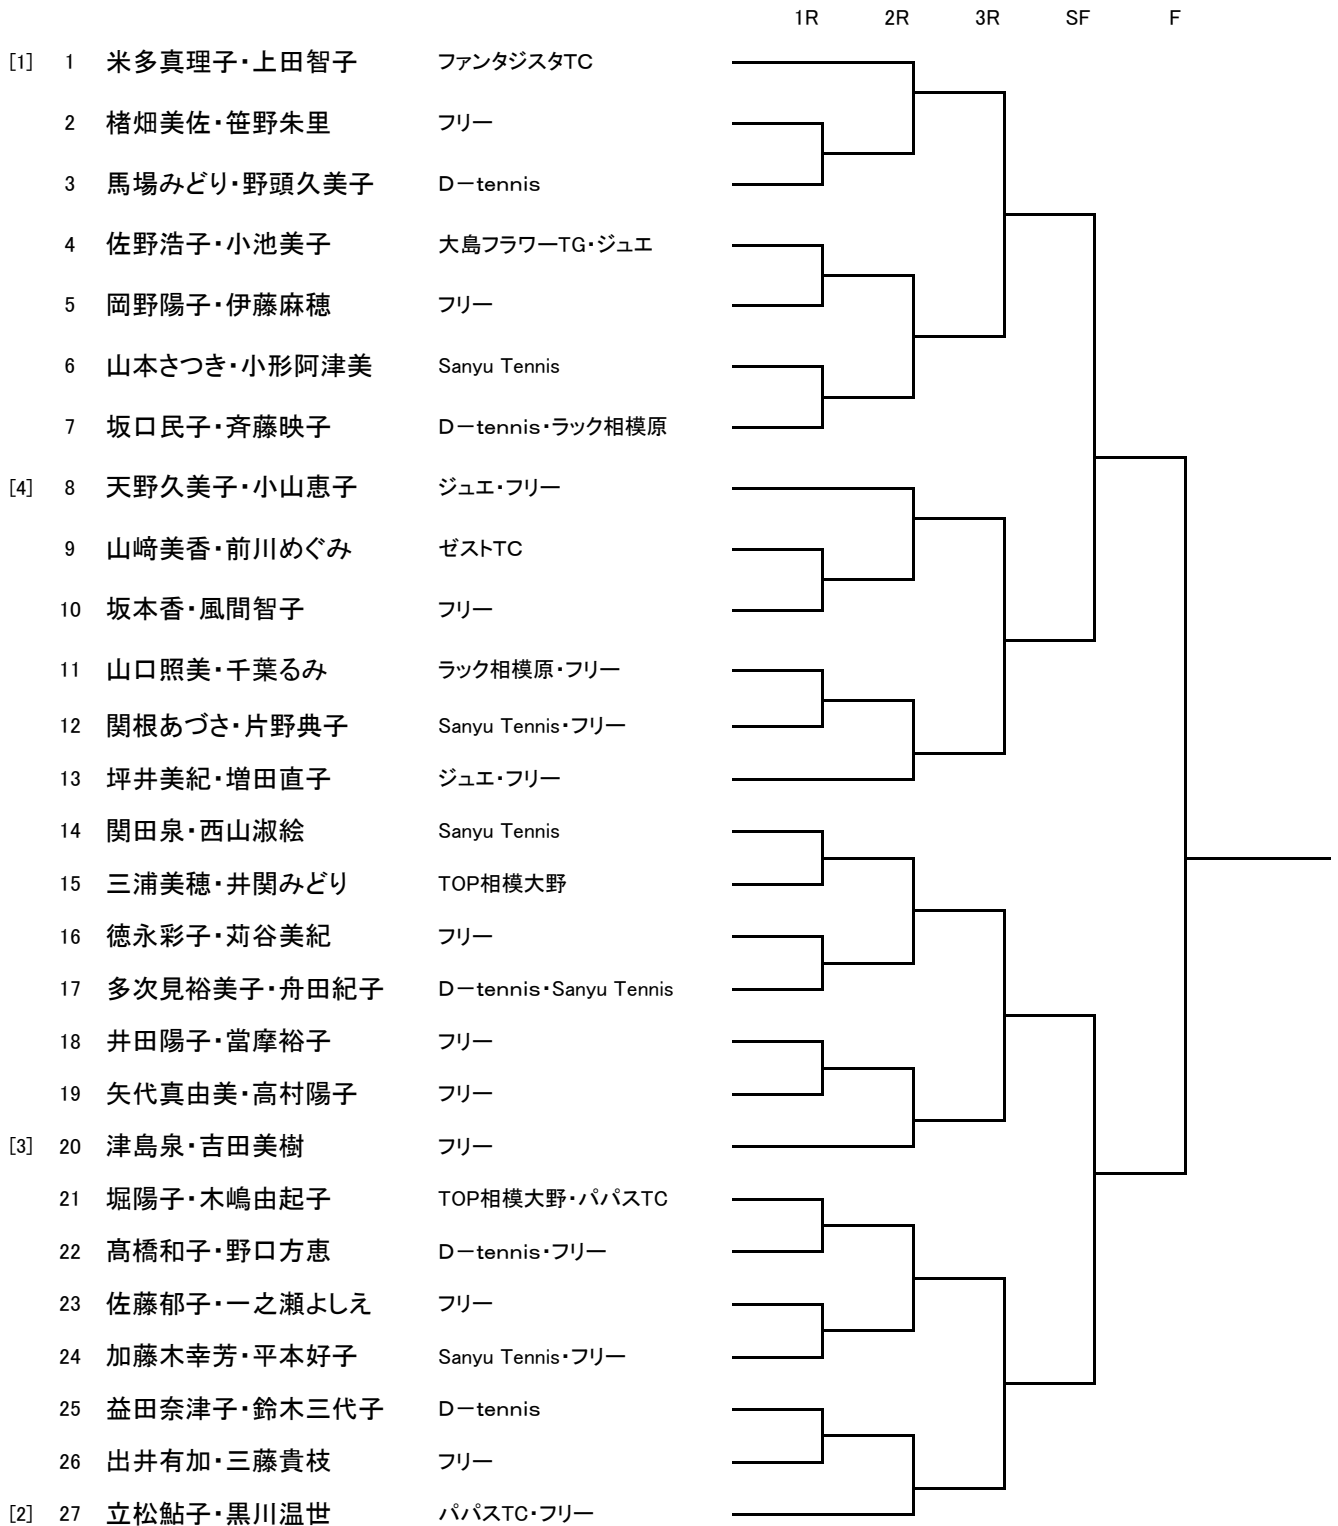 1R 2R 3R SF F
[1] 1 米多真理子・上田智子 ファンタジスタTC
2 楮畑美佐・笹野朱里 フリー
3 馬場みどり・野頭久美子 D－tennis
4 佐野浩子・小池美子 大島フラワーTG・ジュエ
5 岡野陽子・伊藤麻穂 フリー
6 山本さつき・小形阿津美 Sanyu Tennis
7 坂口民子・斉藤映子 D－tennis・ラック相模原
[4] 8 天野久美子・小山恵子 ジュエ・フリー
9 山﨑美香・前川めぐみ ゼストTC
10 坂本香・風間智子 フリー
11 山口照美・千葉るみ ラック相模原・フリー
12 関根あづさ・片野典子 Sanyu Tennis・フリー
13 坪井美紀・増田直子 ジュエ・フリー
14 関田泉・西山淑絵 Sanyu Tennis
15 三浦美穂・井関みどり TOP相模大野
16 徳永彩子・苅谷美紀 フリー
17 多次見裕美子・舟田紀子 D－tennis・Sanyu Tennis
18 井田陽子・當摩裕子 フリー
19 矢代真由美・高村陽子 フリー
[3] 20 津島泉・吉田美樹 フリー
21 堀陽子・木嶋由起子 TOP相模大野・パパスTC
22 髙橋和子・野口方恵 D－tennis・フリー
23 佐藤郁子・一之瀬よしえ フリー
24 加藤木幸芳・平本好子 Sanyu Tennis・フリー
25 益田奈津子・鈴木三代子 D－tennis
26 出井有加・三藤貴枝 フリー
[2] 27 立松鮎子・黒川温世 パパスTC・フリー